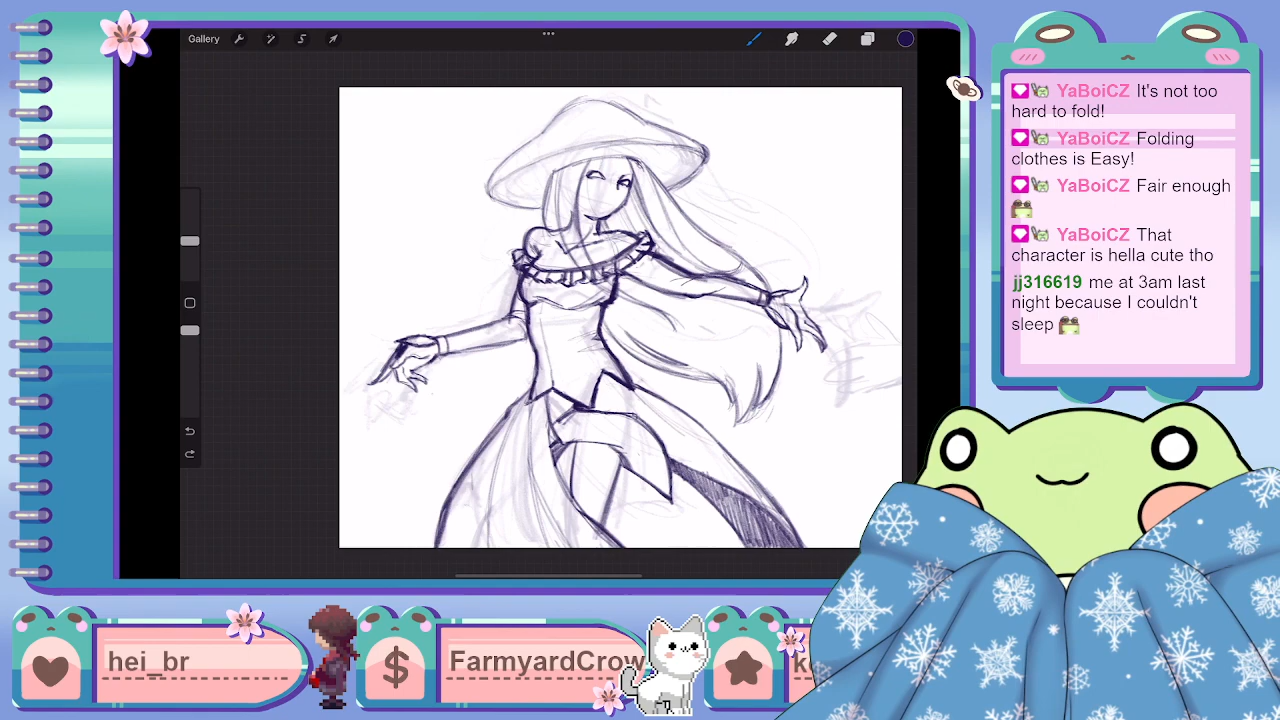 Gallery
YaBoiCZ It's not too
hard to fold!
YaBoiCZ Folding
clothes is Easy!
YaBoiCZ Fair enough
YaBoiCZ That
character is hella cute tho
jj316619 me at 3am last
night because I couldn't
sleep
hei_br
FarmyardCrow